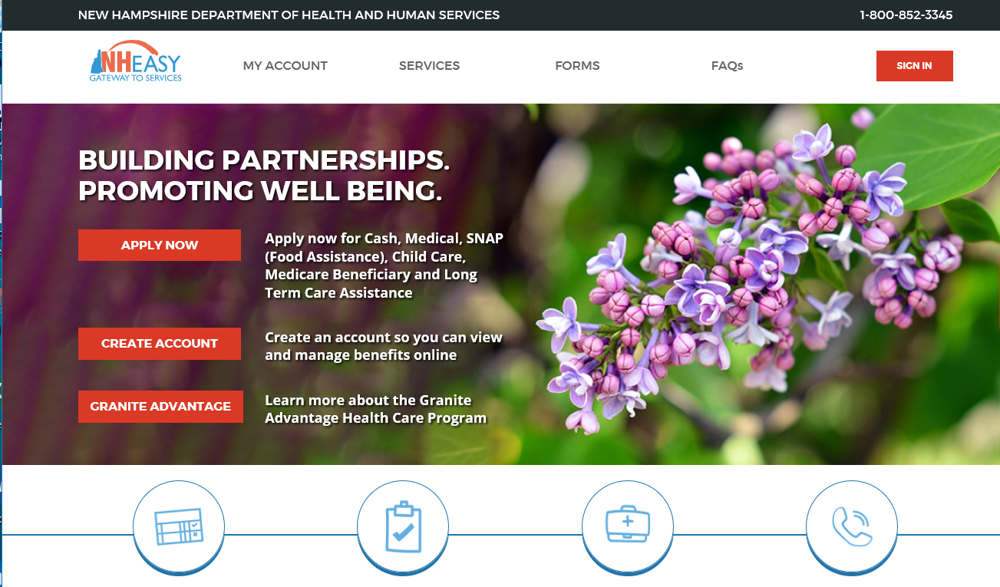 NEW HAMPSHIRE DEPARTMENT OF HEALTH AND HUMAN SERVICES
1-800-852-3345
NHEASY
GATEWAY TO SERVICES
MY ACCOUNT
SERVICES
FORMS
FAQs
SIGN IN
BUILDING PARTNERSHIPS.
PROMOTING WELL BEING.
APPLY NOW
Apply now for Cash, Medical, SNAP
(Food Assistance), Child Care,
Medicare Beneficiary and Long
Term Care Assistance
CREATE ACCOUNT
Create an account so you can view
and manage benefits online
GRANITE ADVANTAGE
Learn more about the Granite
Advantage Health Care Program